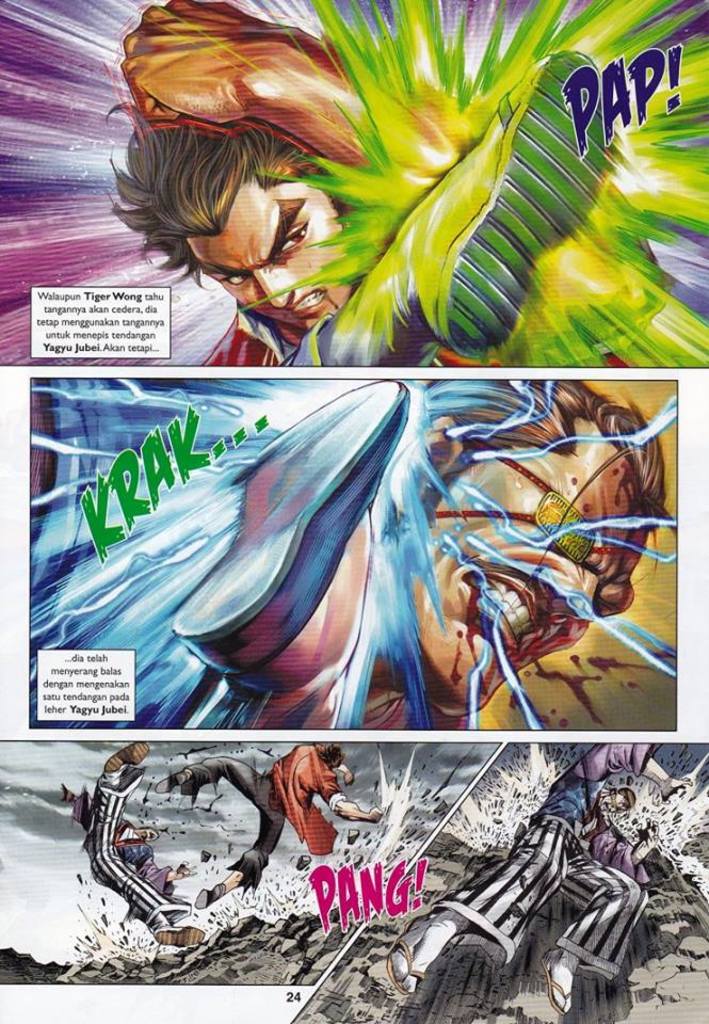 PAP!
Walaupun Tiger Wong tahu
tangannya akan cedera, dia
tetap menggunakan tangannya
untuk menepis tendangan
Yagyu Jubei. Akan tetapi...
KRAK...
...dia telah
menyerang balas
dengan mengenakan
satu tendangan pada
leher Yagyu Jubei.
PANG!
24